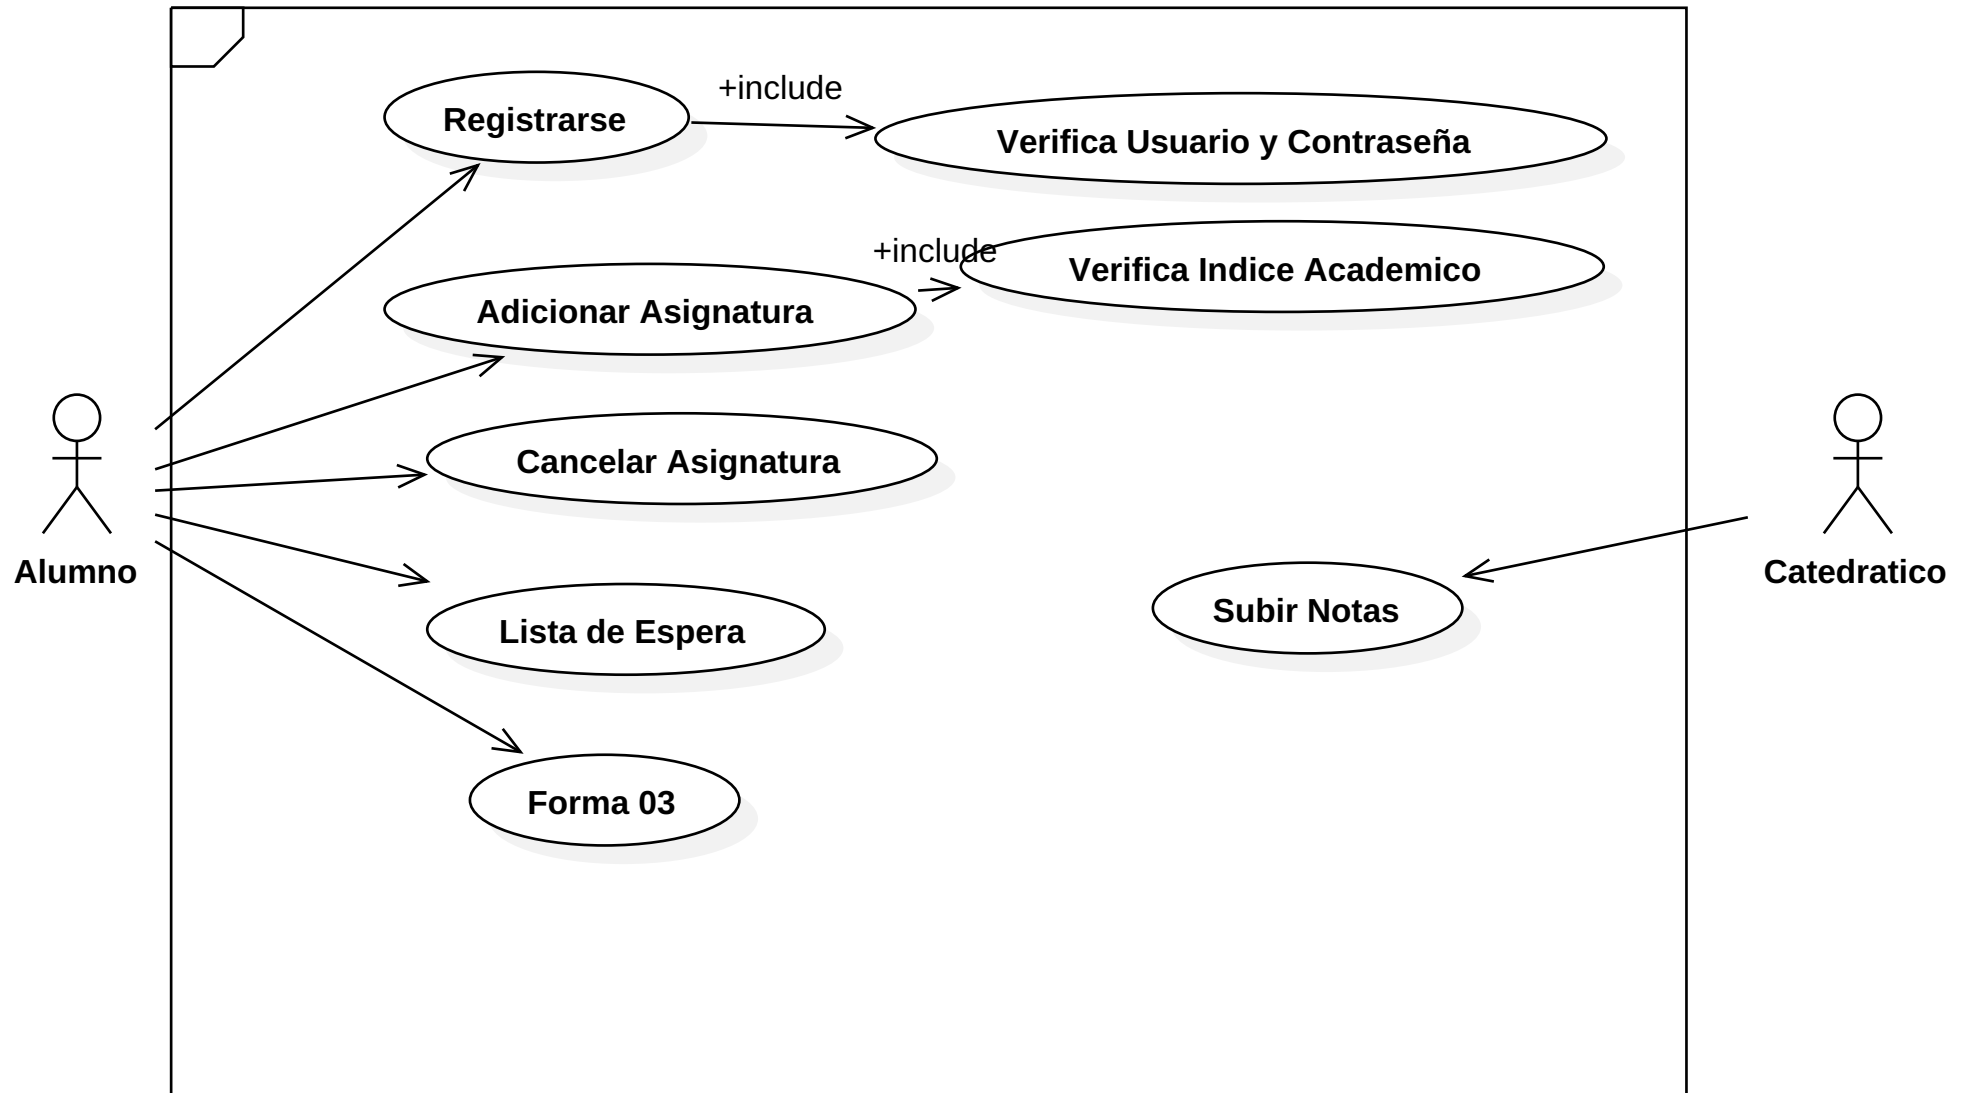 +include
Registrarse
Verifica Usuario y Contraseña
+include
Verifica Indice Academico
Adicionar Asignatura
Cancelar Asignatura
Alumno
Catedratico
Subir Notas
Lista de Espera
Forma 03